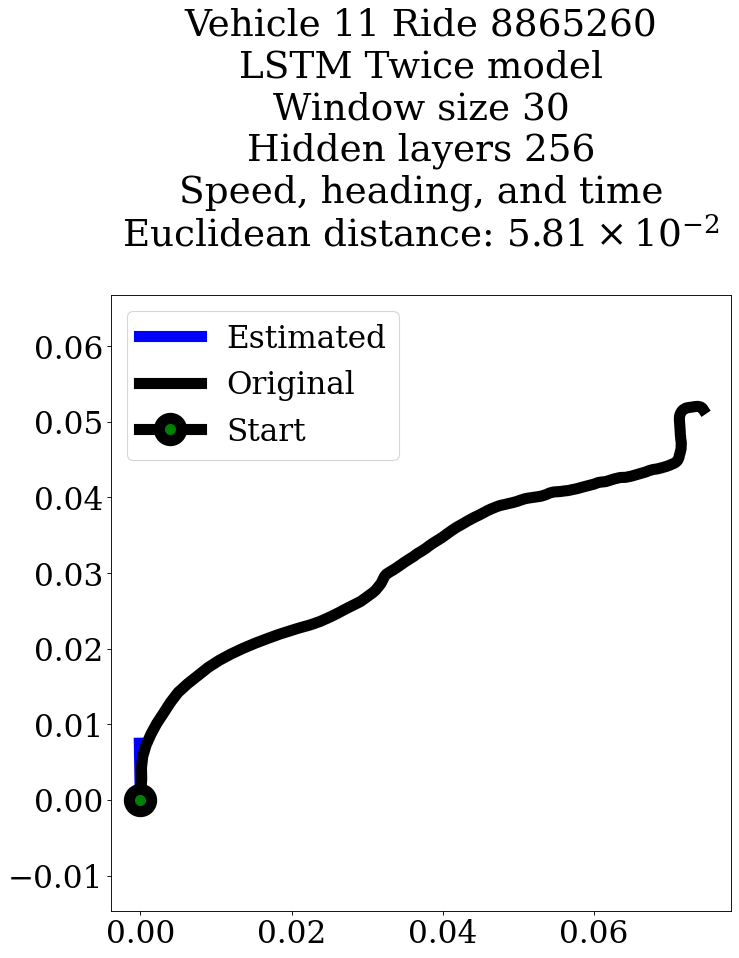 Vehicle 11 Ride 8865260
LSTM Twice model
Window size 30
Hidden layers 256
Speed, heading, and time
Euclidean distance: 5.81 × 10⁻²
Estimated
Original
Start
0.06
0.05
0.04
0.03
0.02
0.01
0.00
−0.01
0.00 0.02 0.04 0.06